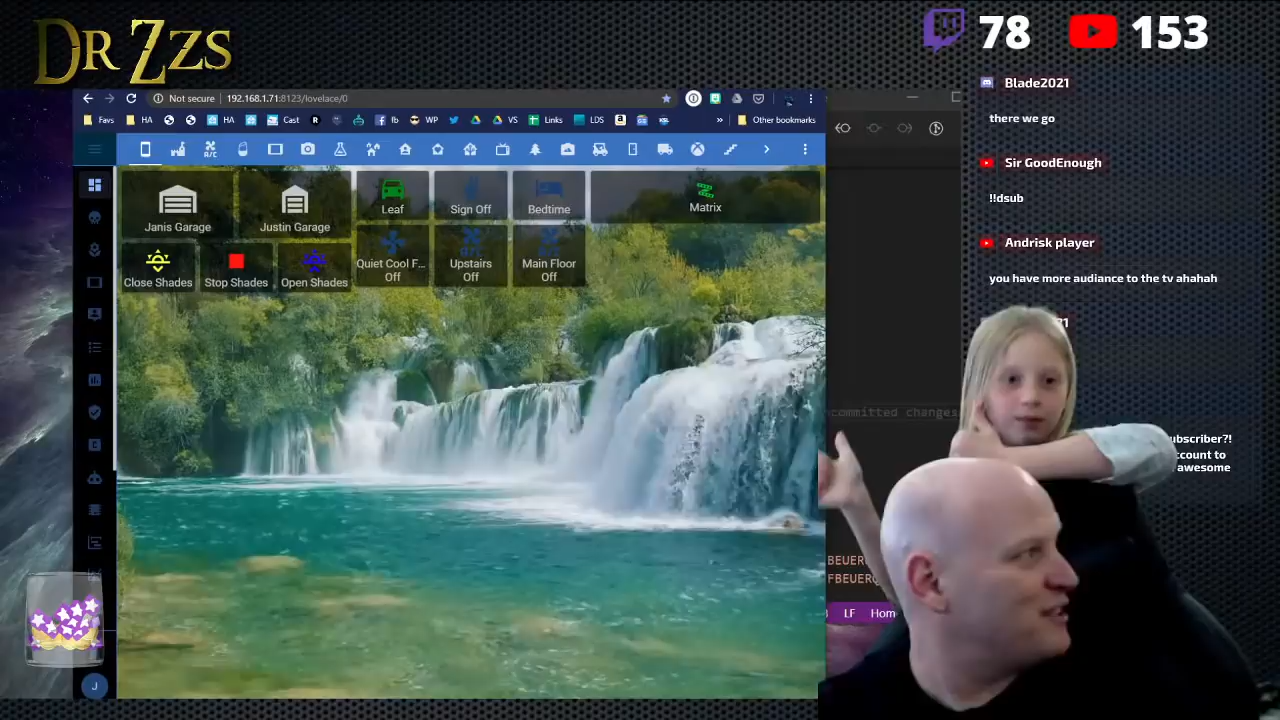 DR ZZS
78
153
Not secure | 192.168.1.71:8123/lovelace/0
Favs
HA
HA
Cast
fb
WP
VS
Links
LDS
»
Other bookmarks
Janis Garage
Justin Garage
Leaf
Sign Off
Bedtime
Matrix
Close Shades
Stop Shades
Open Shades
Quiet Cool F...
Off
Upstairs
Off
Main Floor
Off
J
committed changes
LF
Hom
Blade2021
there we go
Sir GoodEnough
!!dsub
Andrisk player
you have more audiance to the tv ahahah
ubscriber?!
ccount to
awesome